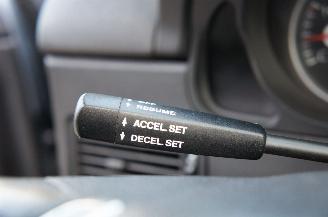 RESUME
↑ ACCEL. SET
↓ DECEL. SET